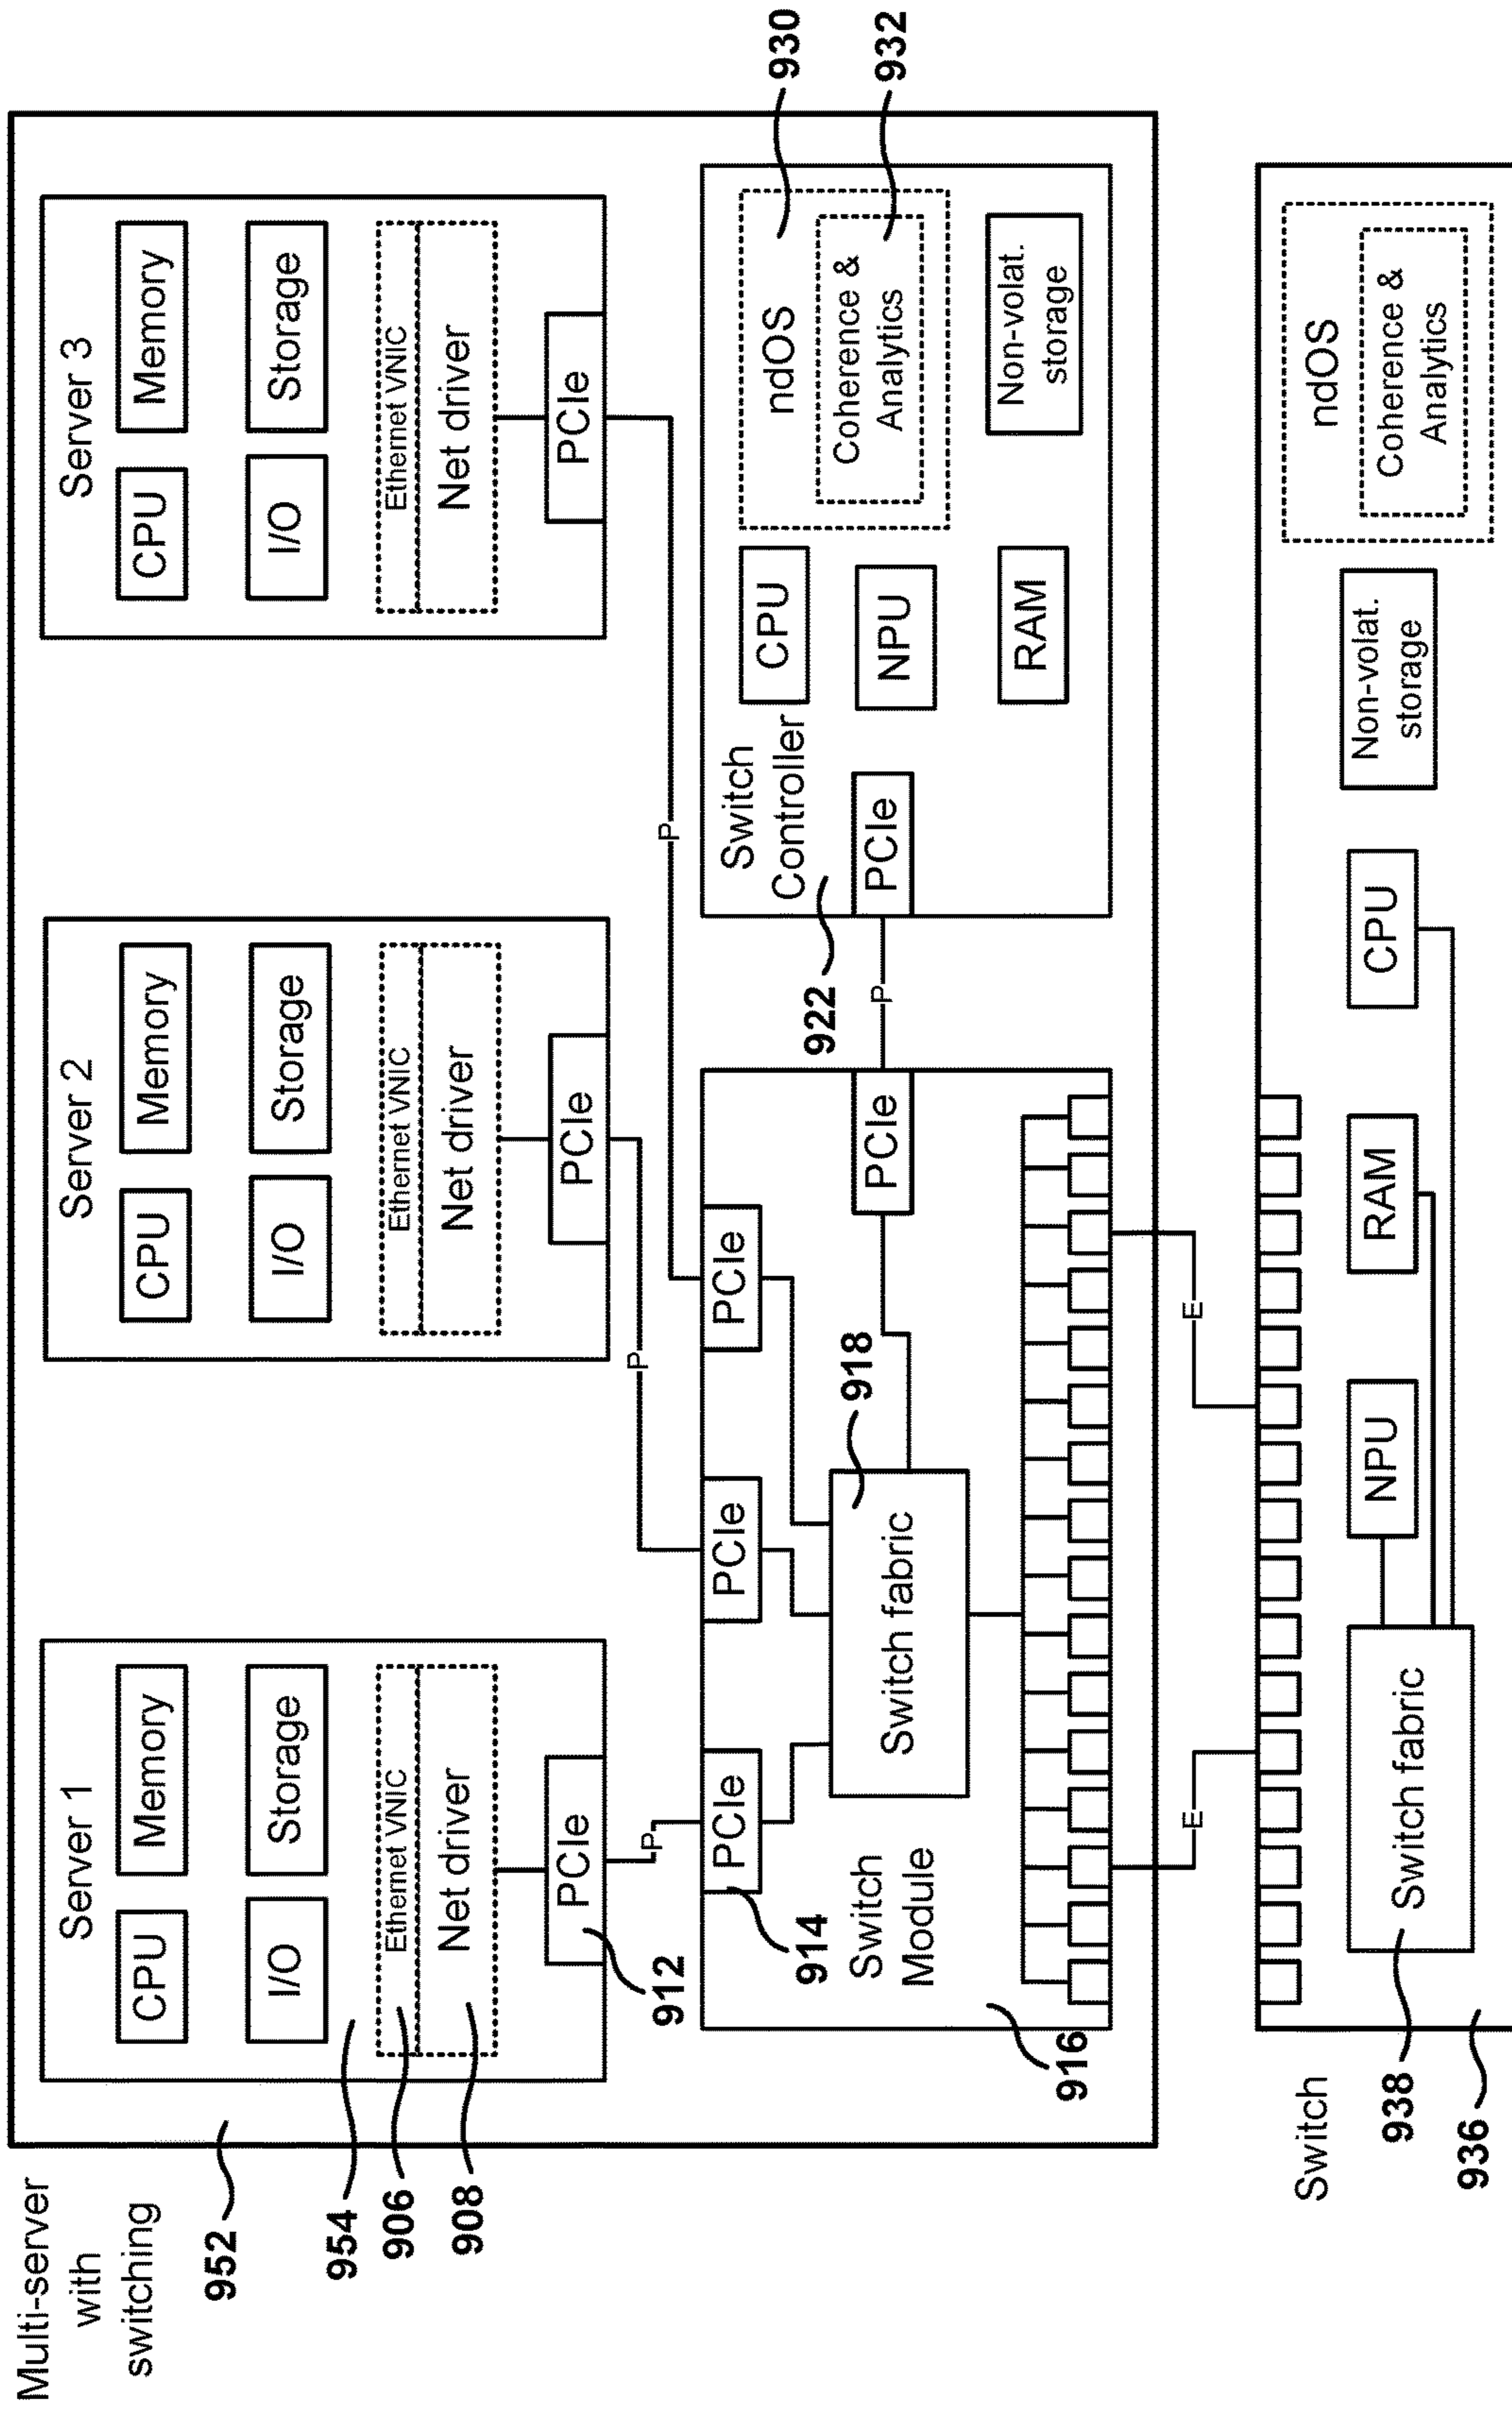 Multi-server
with
switching
952
954
906
908
Server 1
CPU
Memory
I/O
Storage
Ethernet VNIC
Net driver
PCIe
912
Server 2
CPU
Memory
I/O
Storage
Ethernet VNIC
Net driver
PCIe
Server 3
CPU
Memory
I/O
Storage
Ethernet VNIC
Net driver
PCIe
P
P
P
PCIe
PCIe
PCIe
914
Switch
Module
916
Switch fabric
918
PCIe
P
922
Switch
Controller
PCIe
CPU
NPU
RAM
ndOS
Coherence &
Analytics
Non-volat.
storage
930
932
E
E
Switch
938
936
Switch fabric
NPU
RAM
CPU
Non-volat.
storage
ndOS
Coherence &
Analytics